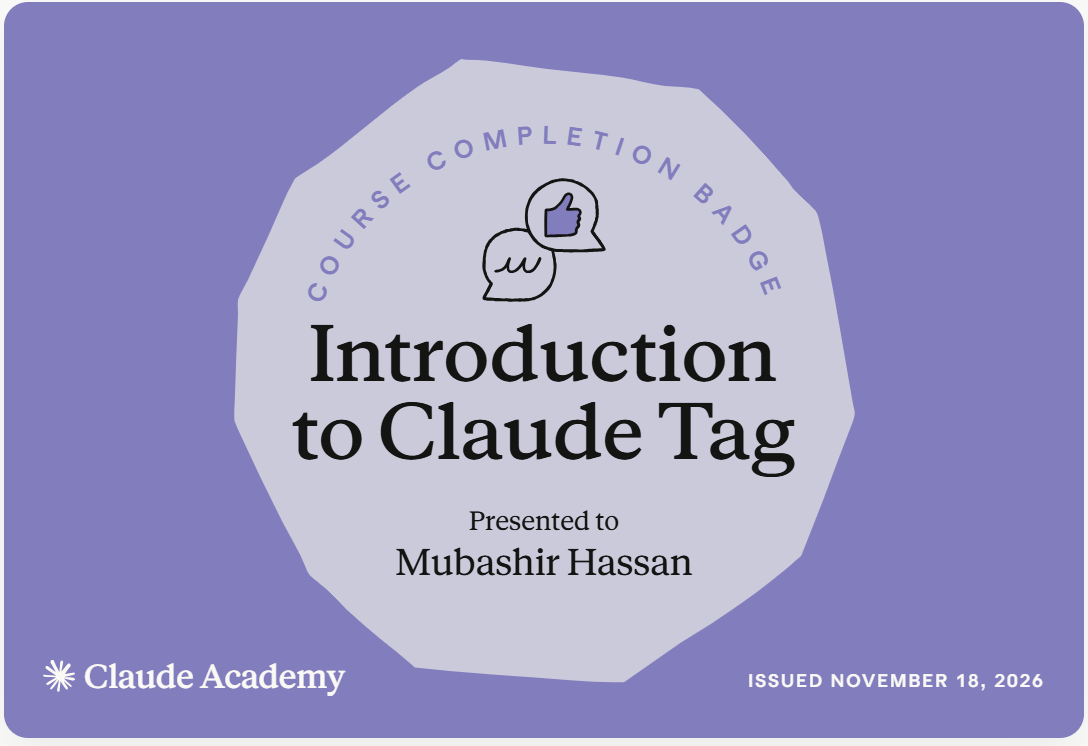 COURSE COMPLETION BADGE
Introduction
to Claude Tag
Presented to
Mubashir Hassan
Claude Academy
ISSUED NOVEMBER 18, 2026